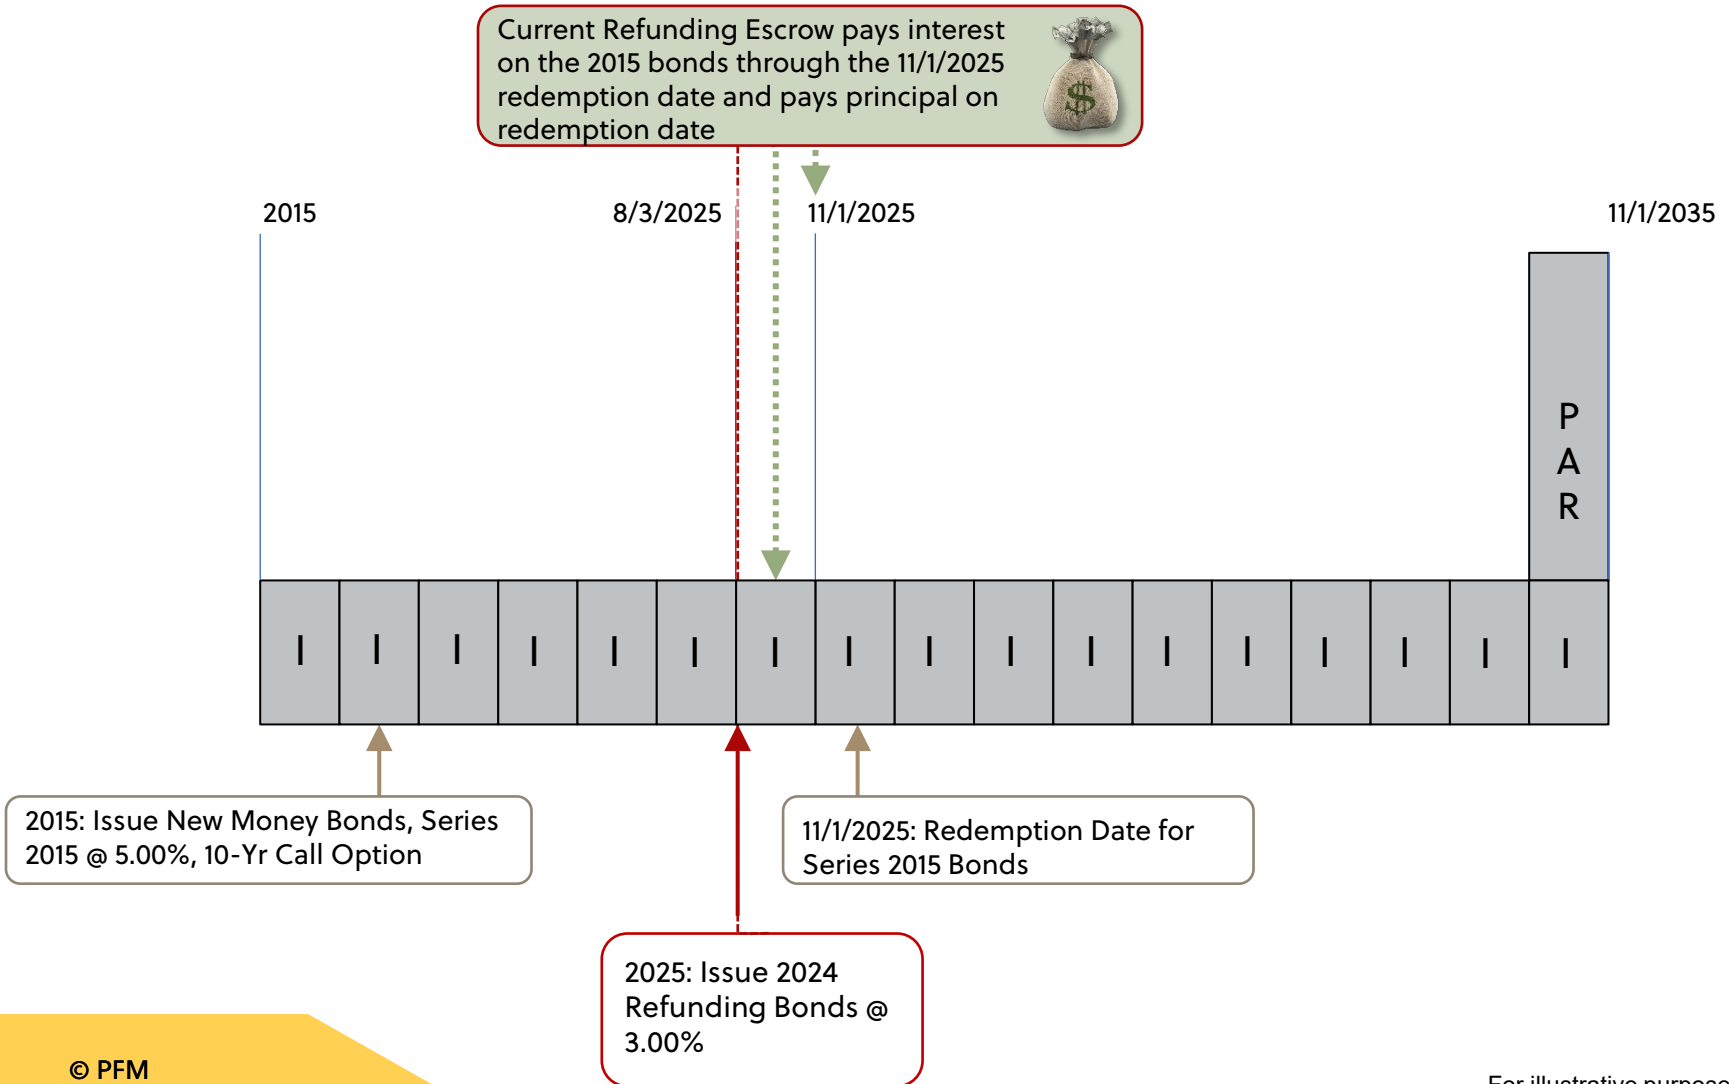 Current Refunding Escrow pays interest
on the 2015 bonds through the 11/1/2025
redemption date and pays principal on
redemption date
$
2015
8/3/2025
11/1/2025
11/1/2035
P
A
R
I I I I I I I I I I I I I I I I I
2015: Issue New Money Bonds, Series
2015 @ 5.00%, 10-Yr Call Option
11/1/2025: Redemption Date for
Series 2015 Bonds
2025: Issue 2024
Refunding Bonds @
3.00%
© PFM
For illustrative purpose